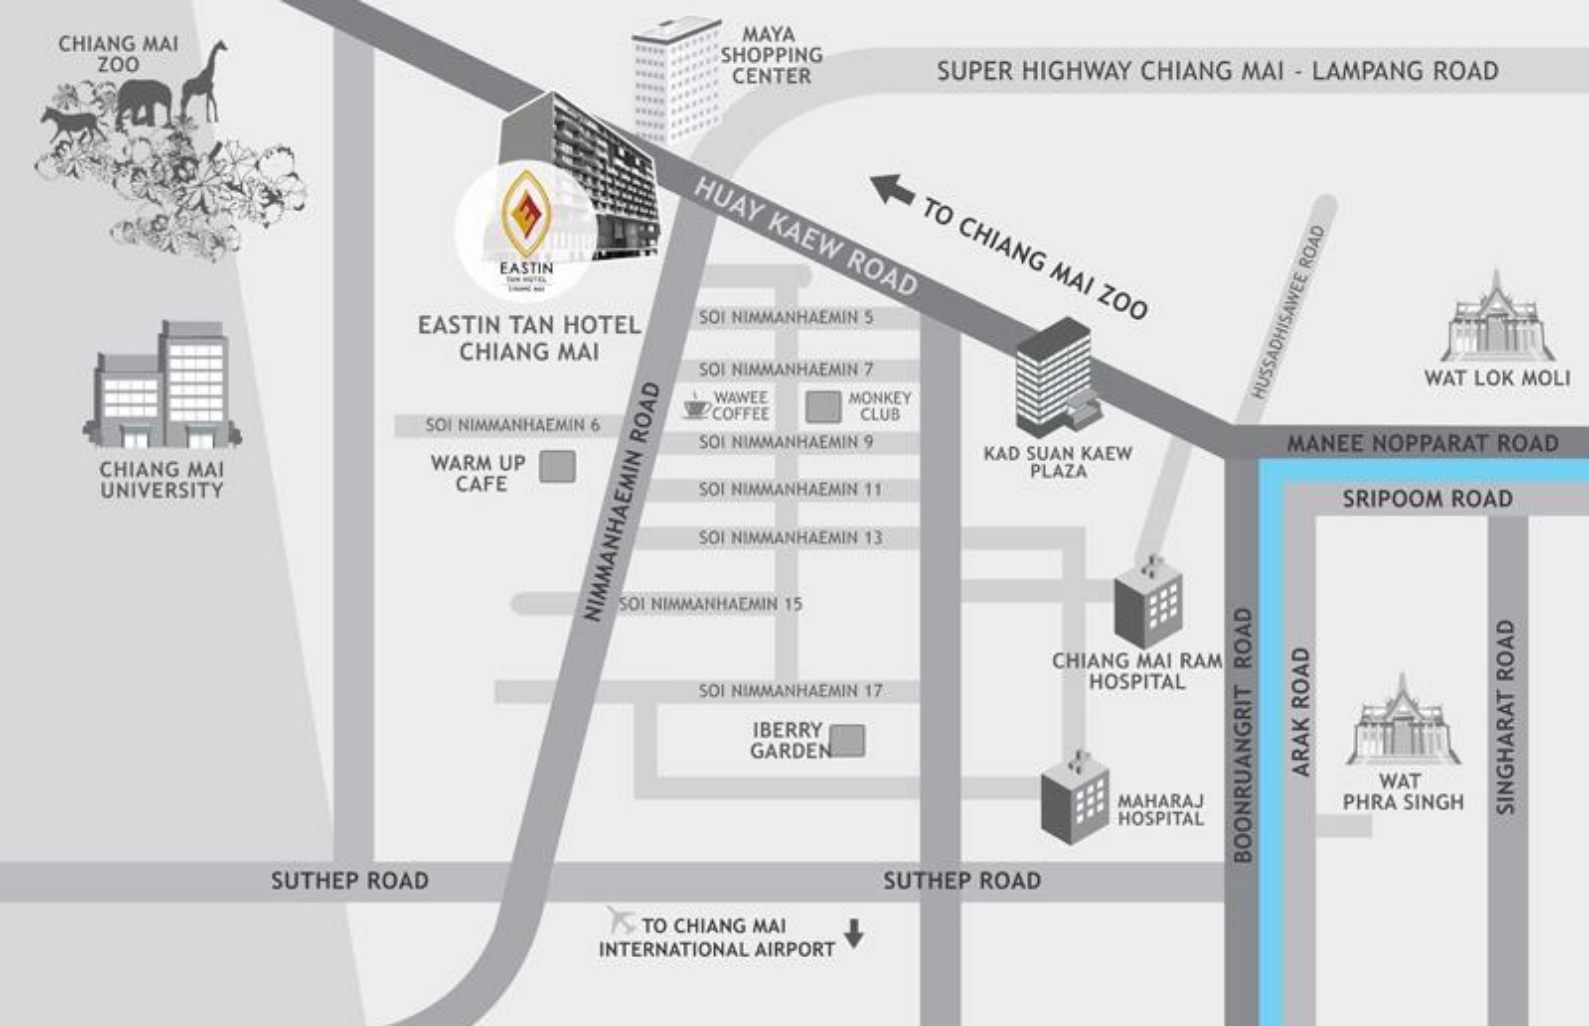 CHIANG MAI
ZOO
MAYA
SHOPPING
CENTER
SUPER HIGHWAY CHIANG MAI - LAMPANG ROAD
HUAY KAEW ROAD
TO CHIANG MAI ZOO
HUSSADHISAWEE ROAD
EASTIN
TAN HOTEL
CHIANG MAI
EASTIN TAN HOTEL
CHIANG MAI
SOI NIMMANHAEMIN 5
SOI NIMMANHAEMIN 7
WAWEE
COFFEE
MONKEY
CLUB
SOI NIMMANHAEMIN 6
SOI NIMMANHAEMIN 9
WARM UP
CAFE
NIMMANHAEMIN ROAD
SOI NIMMANHAEMIN 11
SOI NIMMANHAEMIN 13
SOI NIMMANHAEMIN 15
SOI NIMMANHAEMIN 17
IBERRY
GARDEN
KAD SUAN KAEW
PLAZA
WAT LOK MOLI
MANEE NOPPARAT ROAD
SRIPOOM ROAD
CHIANG MAI
UNIVERSITY
CHIANG MAI RAM
HOSPITAL
BOONRUANGRIT ROAD
ARAK ROAD
SINGHARAT ROAD
WAT
PHRA SINGH
MAHARAJ
HOSPITAL
SUTHEP ROAD
SUTHEP ROAD
TO CHIANG MAI
INTERNATIONAL AIRPORT